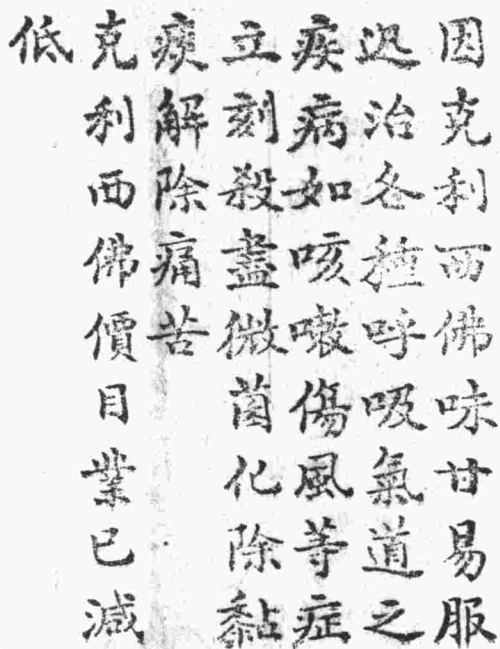 因克利西佛味甘易服
迅治各種呼吸氣道之
疾病如咳嗽傷風等症
立刻殺盡微菌化除黏
痰解除痛苦
克利西佛價目業已減
低